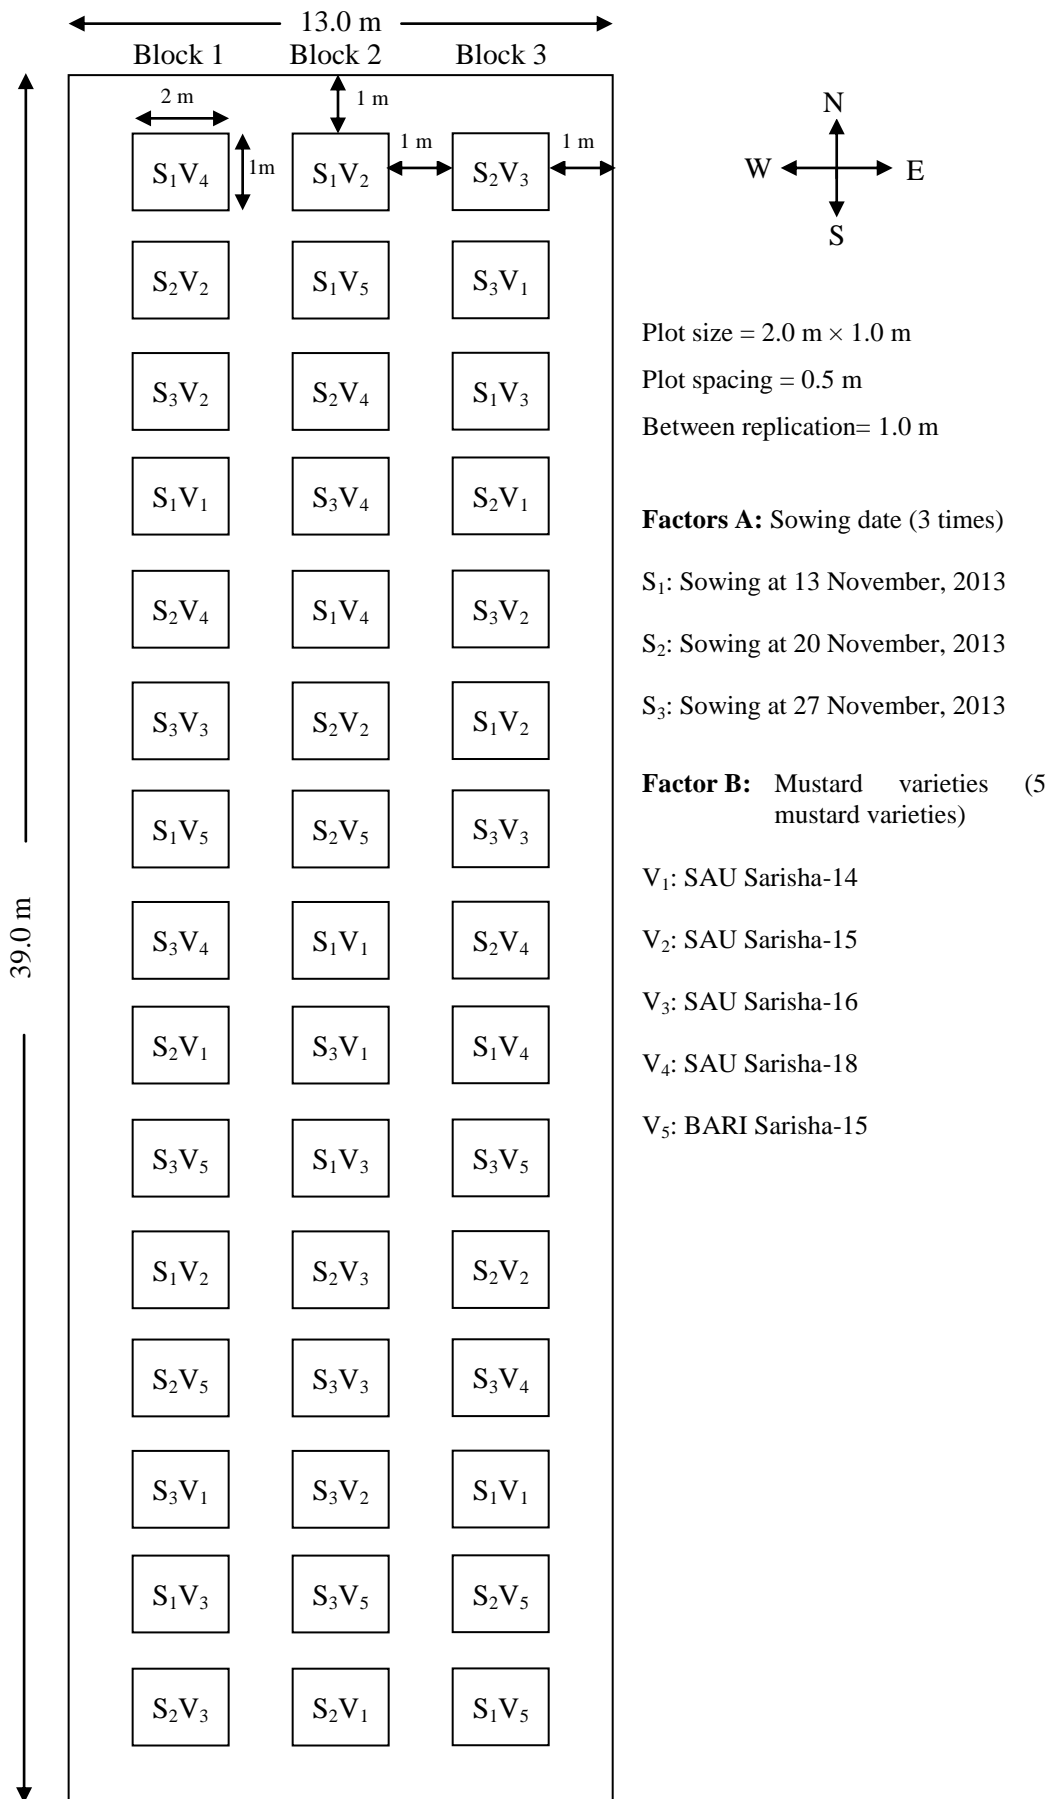 13.0 m
Block 1 Block 2 Block 3
2 m 1 m
1 m 1 m
1m
S₁V₄ S₁V₂ S₂V₃
S₂V₂ S₁V₅ S₃V₁
S₃V₂ S₂V₄ S₁V₃
S₁V₁ S₃V₄ S₂V₁
S₂V₄ S₁V₄ S₃V₂
S₃V₃ S₂V₂ S₁V₂
S₁V₅ S₂V₅ S₃V₃
S₃V₄ S₁V₁ S₂V₄
S₂V₁ S₃V₁ S₁V₄
S₃V₅ S₁V₃ S₃V₅
S₁V₂ S₂V₃ S₂V₂
S₂V₅ S₃V₃ S₃V₄
S₃V₁ S₃V₂ S₁V₁
S₁V₃ S₃V₅ S₂V₅
S₂V₃ S₂V₁ S₁V₅
39.0 m
N
W E
S
Plot size = 2.0 m × 1.0 m
Plot spacing = 0.5 m
Between replication= 1.0 m
Factors A: Sowing date (3 times)
S₁: Sowing at 13 November, 2013
S₂: Sowing at 20 November, 2013
S₃: Sowing at 27 November, 2013
Factor B: Mustard varieties (5
mustard varieties)
V₁: SAU Sarisha-14
V₂: SAU Sarisha-15
V₃: SAU Sarisha-16
V₄: SAU Sarisha-18
V₅: BARI Sarisha-15